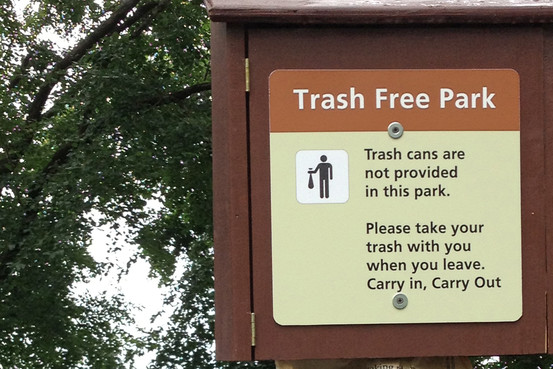 Trash Free Park
Trash cans are
not provided
in this park.
Please take your
trash with you
when you leave.
Carry in, Carry Out